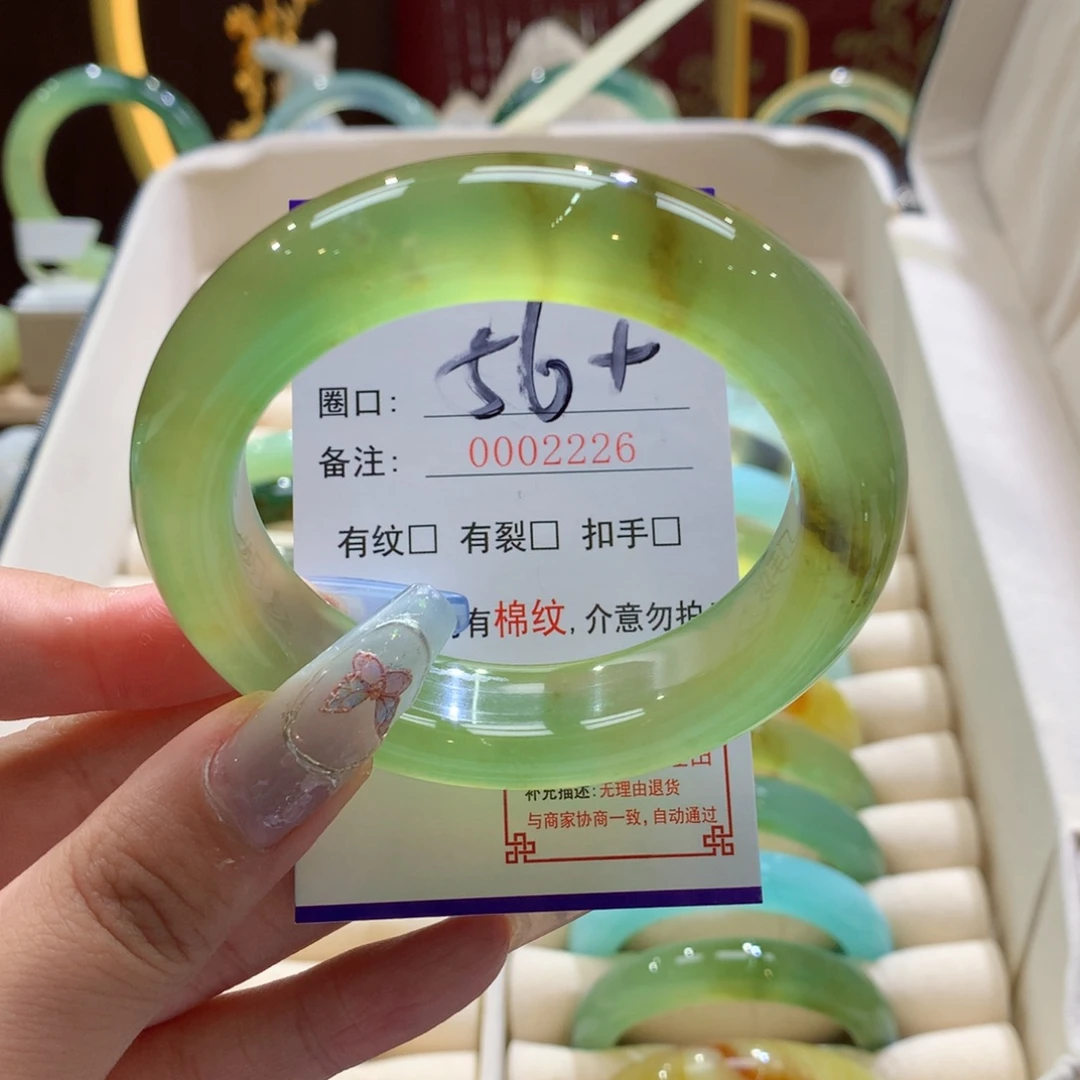 圈口: 56+
备注: 0002226
有纹□ 有裂□ 扣手□
有棉纹, 介意勿拍
补充描述: 无理由退货
与商家协商一致, 自动通过